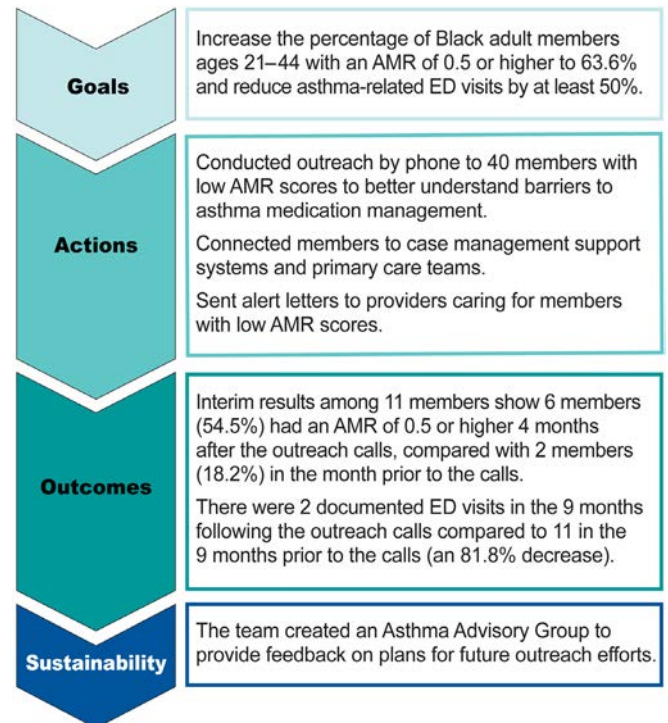 Goals
Increase the percentage of Black adult members
ages 21–44 with an AMR of 0.5 or higher to 63.6%
and reduce asthma-related ED visits by at least 50%.
Actions
Conducted outreach by phone to 40 members with
low AMR scores to better understand barriers to
asthma medication management.
Connected members to case management support
systems and primary care teams.
Sent alert letters to providers caring for members
with low AMR scores.
Outcomes
Interim results among 11 members show 6 members
(54.5%) had an AMR of 0.5 or higher 4 months
after the outreach calls, compared with 2 members
(18.2%) in the month prior to the calls.
There were 2 documented ED visits in the 9 months
following the outreach calls compared to 11 in the
9 months prior to the calls (an 81.8% decrease).
Sustainability
The team created an Asthma Advisory Group to
provide feedback on plans for future outreach efforts.